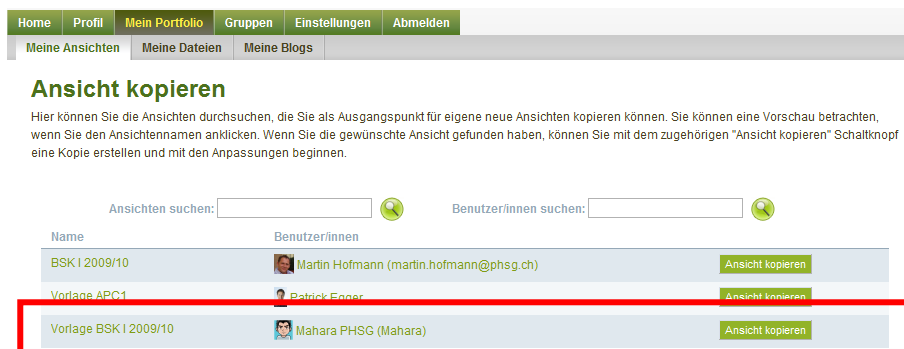 Home Profil Mein Portfolio Gruppen Einstellungen Abmelden
Meine Ansichten Meine Dateien Meine Blogs
Ansicht kopieren
Hier können Sie die Ansichten durchsuchen, die Sie als Ausgangspunkt für eigene neue Ansichten kopieren können. Sie können eine Vorschau betrachten,
wenn Sie den Ansichtennamen anklicken. Wenn Sie die gewünschte Ansicht gefunden haben, können Sie mit dem zugehörigen "Ansicht kopieren" Schaltknopf
eine Kopie erstellen und mit den Anpassungen beginnen.
Ansichten suchen: Benutzer/innen suchen:
Name Benutzer/innen
BSK I 2009/10 Martin Hofmann (martin.hofmann@phsg.ch) Ansicht kopieren
Vorlage APC1 Patrick Egger Ansicht kopieren
Vorlage BSK I 2009/10 Mahara PHSG (Mahara) Ansicht kopieren